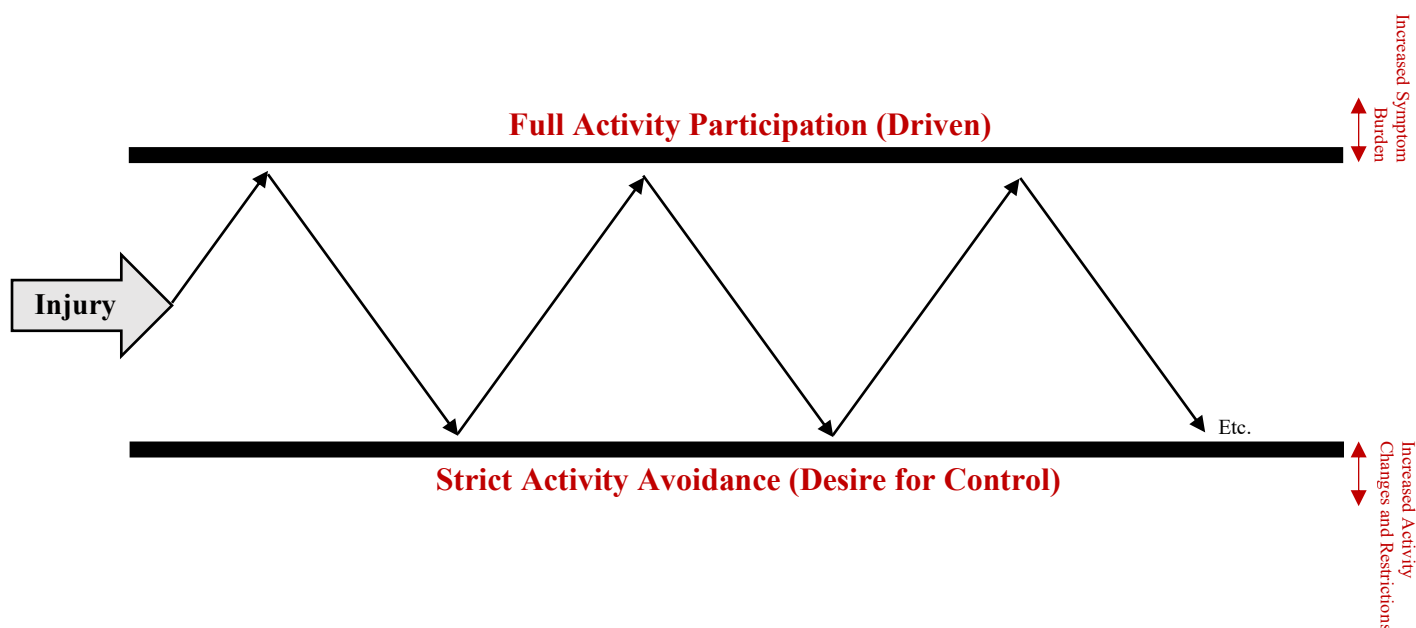 Increased Symptom
Burden
Full Activity Participation (Driven)
Injury
Etc.
Strict Activity Avoidance (Desire for Control)
Increased Activity
Changes and Restrictions